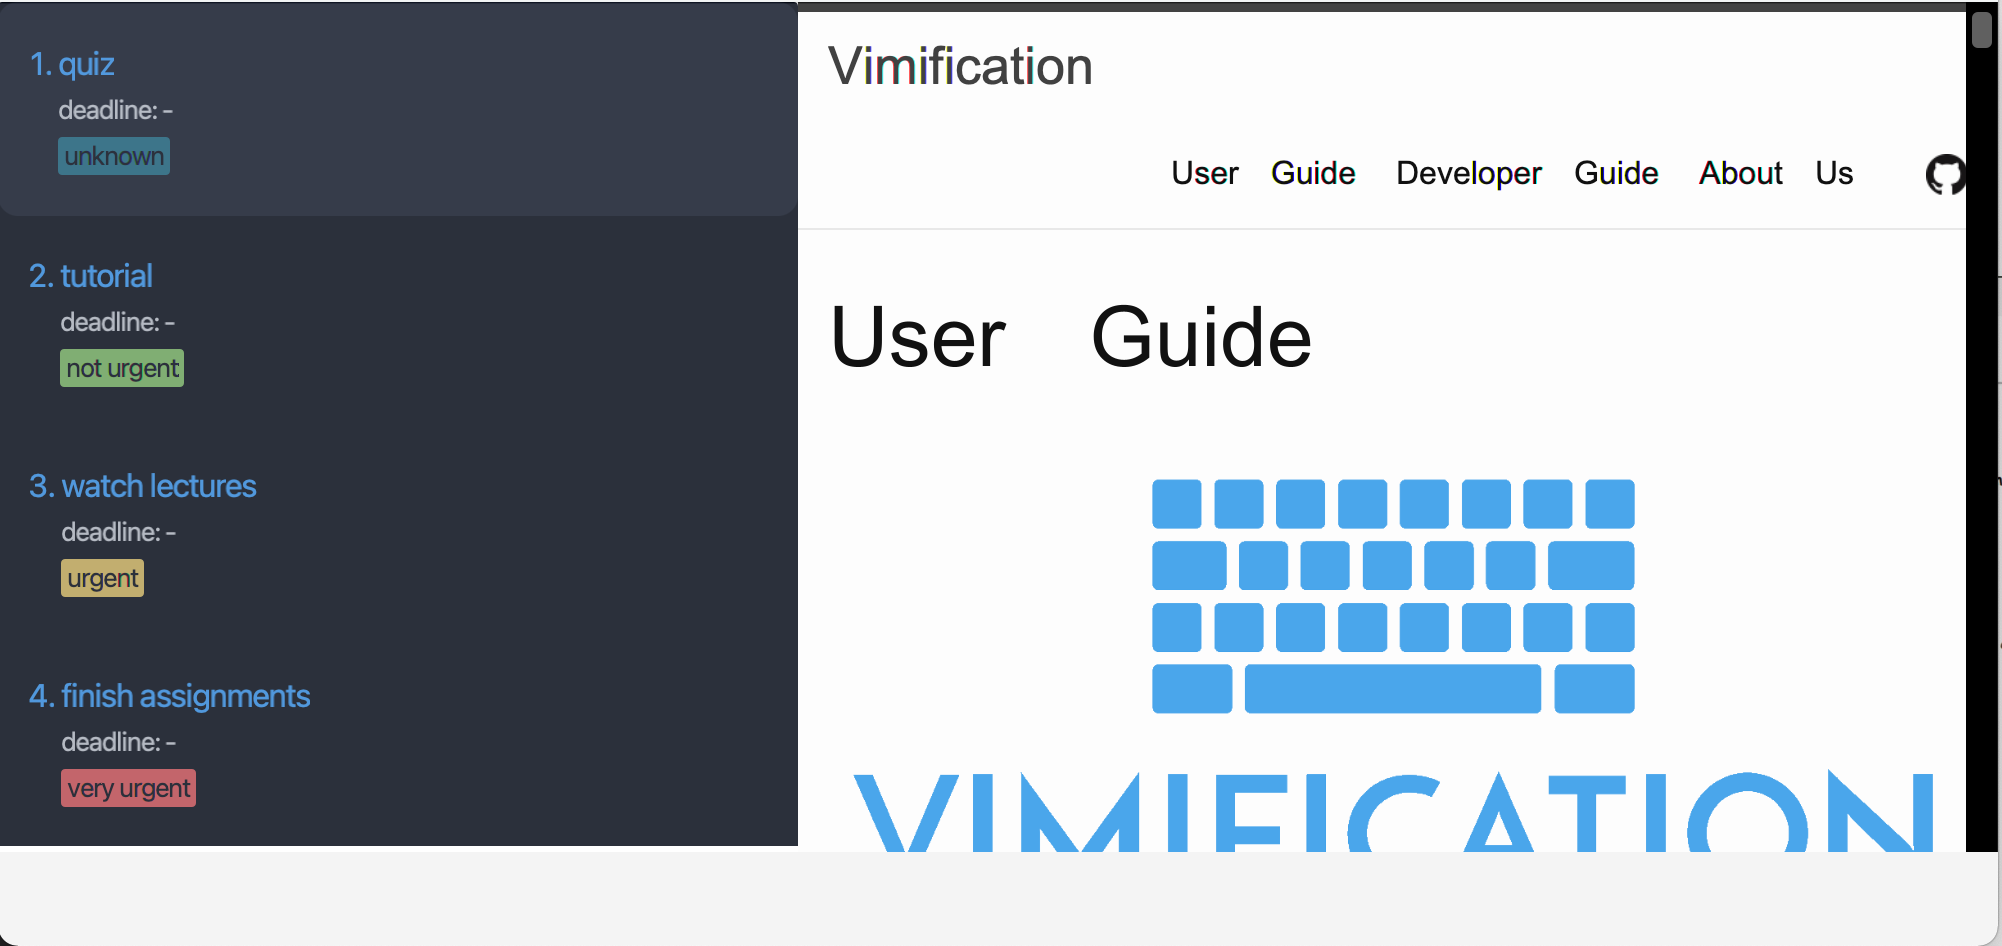 1. quiz
deadline: -
unknown
2. tutorial
deadline: -
not urgent
3. watch lectures
deadline: -
urgent
4. finish assignments
deadline: -
very urgent
Vimification
User Guide Developer Guide About Us
User Guide
VIMIFICATION